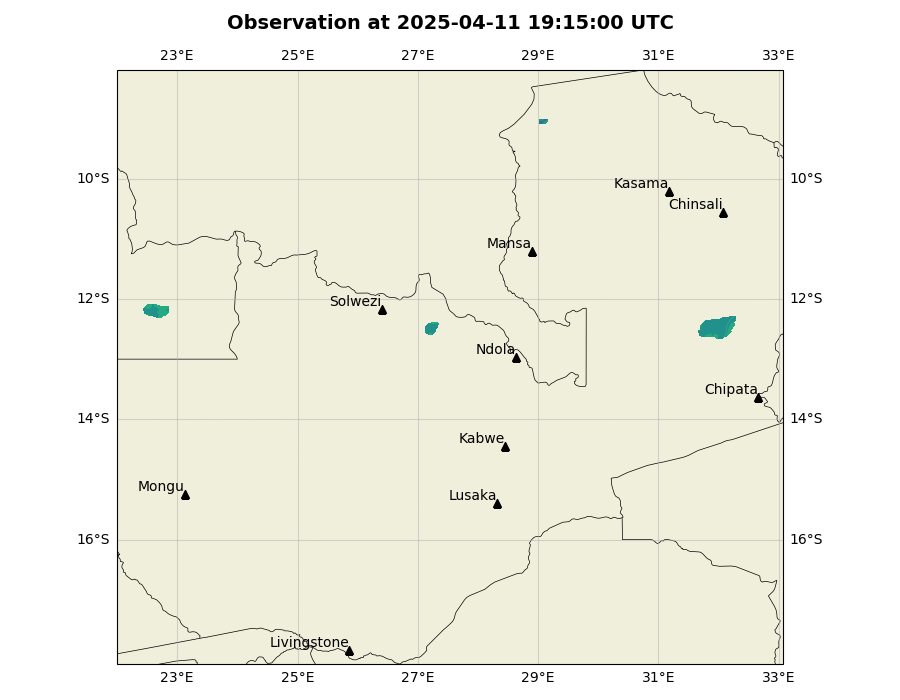 Observation at 2025-04-11 19:15:00 UTC
23°E 25°E 27°E 29°E 31°E 33°E
10°S 10°S
Kasama
Chinsali
Mansa
12°S 12°S
Solwezi
Ndola
Chipata
14°S 14°S
Kabwe
Mongu
Lusaka
16°S 16°S
Livingstone
23°E 25°E 27°E 29°E 31°E 33°E